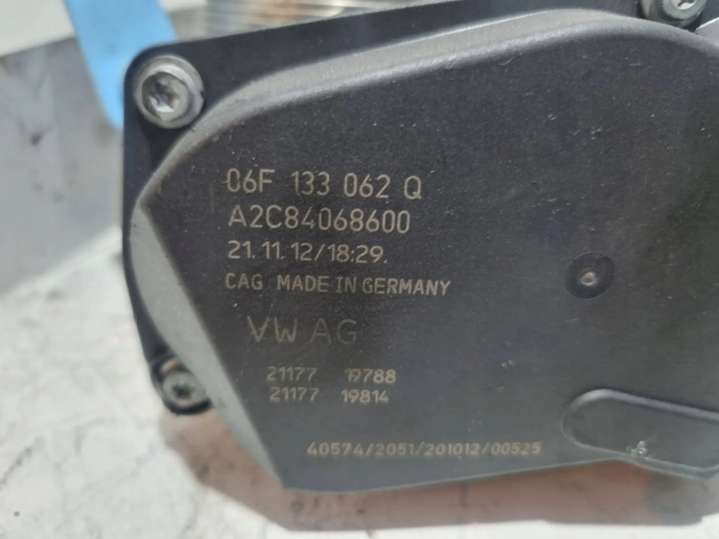 06F 133 062 Q
A2C84068600
21.11.12/18:29.
CAG MADE IN GERMANY
VW AG
21177 19788
21177 19814
40574/2051/201012/00525